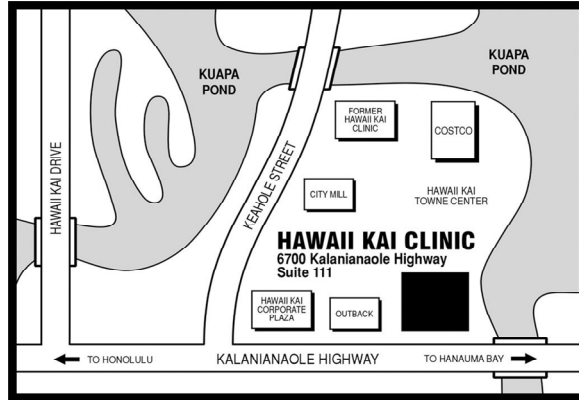 KUAPA
POND
KUAPA
POND
FORMER
HAWAII KAI
CLINIC
COSTCO
HAWAII KAI DRIVE
KEAHOLE STREET
CITY MILL
HAWAII KAI
TOWNE CENTER
HAWAII KAI CLINIC
6700 Kalanianaole Highway
Suite 111
HAWAII KAI
CORPORATE
PLAZA
OUTBACK
TO HONOLULU
KALANIANAOLE HIGHWAY
TO HANAUMA BAY